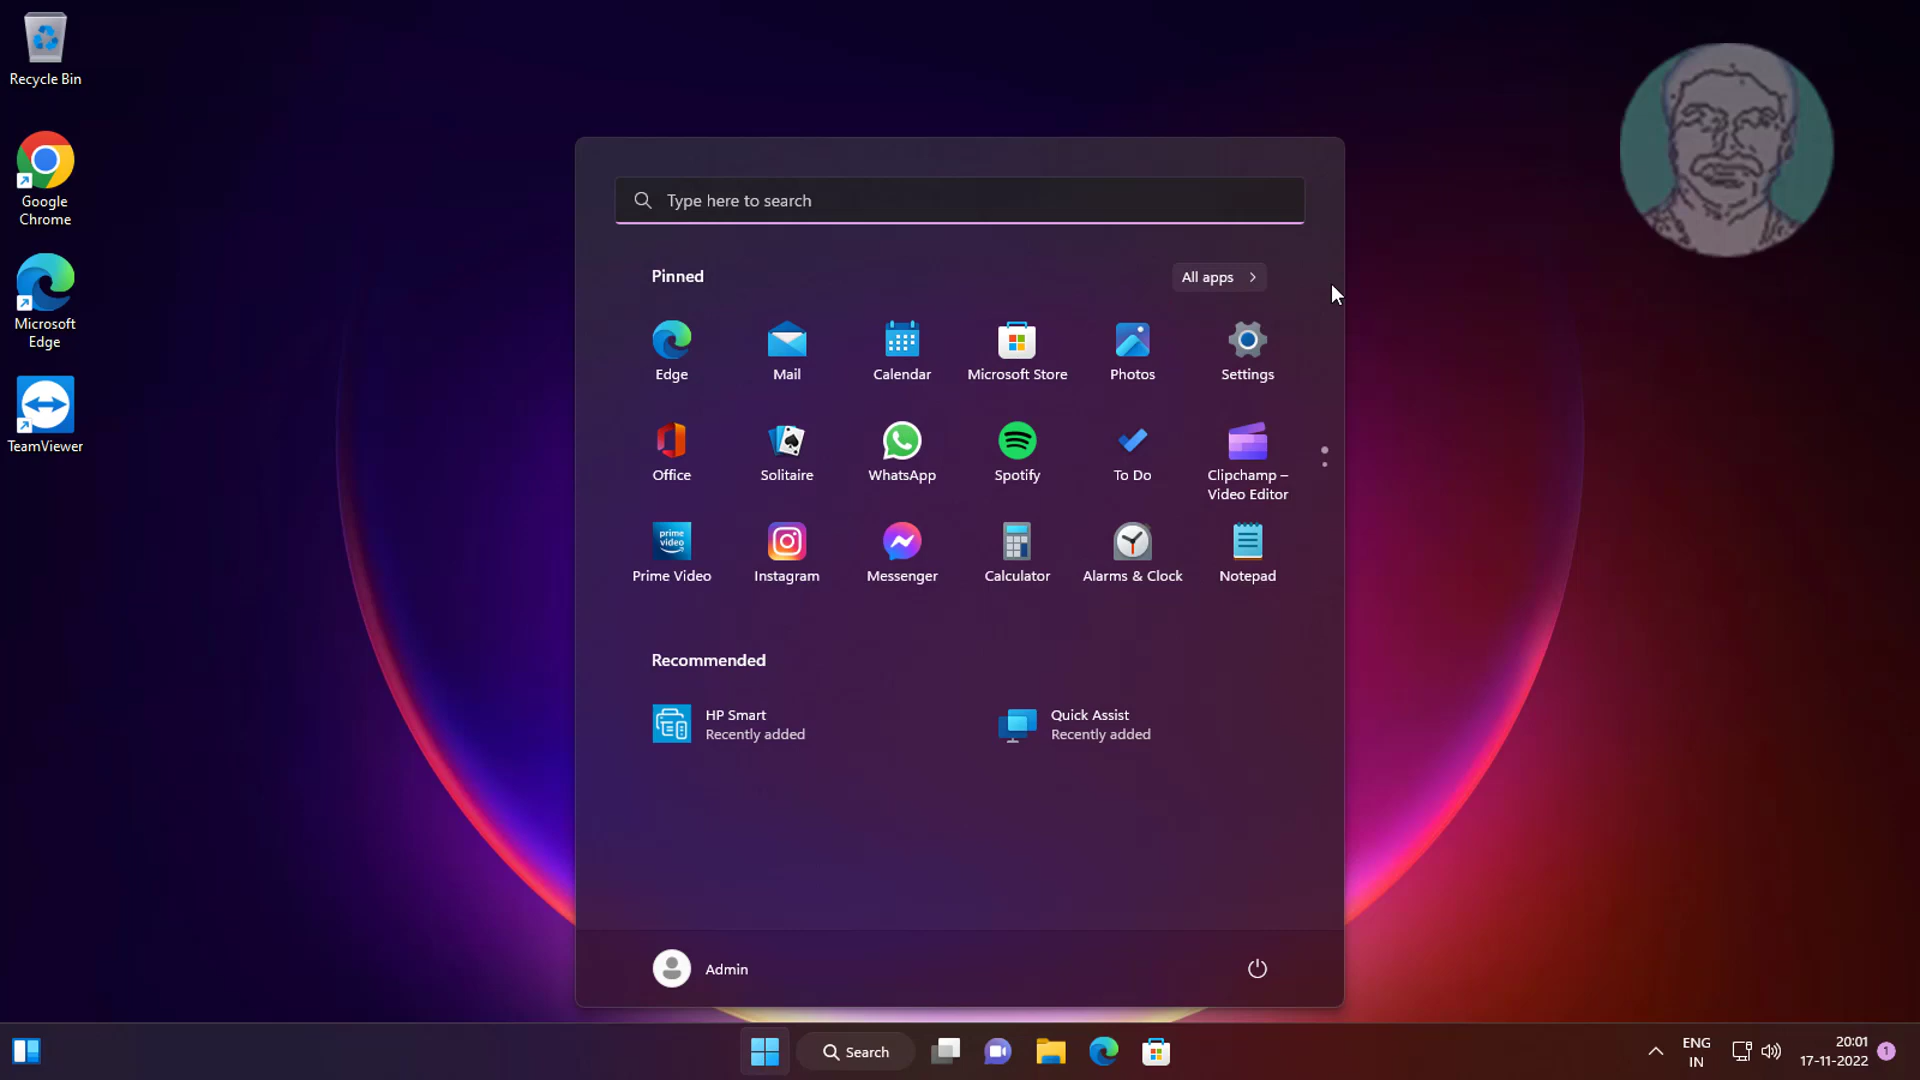 Recycle Bin
Google
Chrome
Microsoft
Edge
TeamViewer
Type here to search
Pinned
All apps
Edge
Mail
Calendar
Microsoft Store
Photos
Settings
Office
Solitaire
WhatsApp
Spotify
To Do
Clipchamp –
Video Editor
prime
video
Prime Video
Instagram
Messenger
Calculator
Alarms & Clock
Notepad
Recommended
HP Smart
Recently added
Quick Assist
Recently added
Admin
Search
ENG
IN
20:01
17-11-2022
1